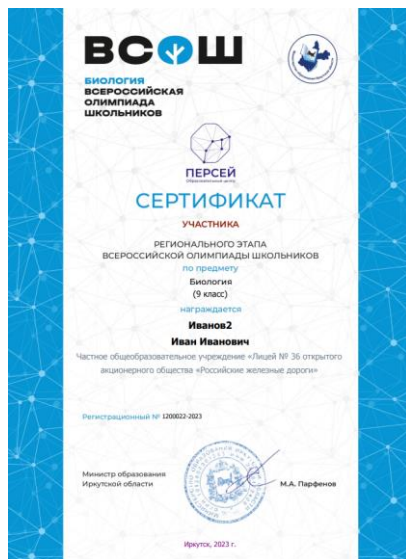 ВСОШ
БИОЛОГИЯ
ВСЕРОССИЙСКАЯ
ОЛИМПИАДА
ШКОЛЬНИКОВ
ПЕРСЕЙ
СЕРТИФИКАТ
УЧАСТНИКА
РЕГИОНАЛЬНОГО ЭТАПА
ВСЕРОССИЙСКОЙ ОЛИМПИАДЫ ШКОЛЬНИКОВ
по предмету
Биология
(9 класс)
награждается
Иванов2
Иван Иванович
Частное общеобразовательное учреждение «Лицей № 36 открытого
акционерного общества «Российские железные дороги»
Регистрационный № 1200022-2023
Министр образования
Иркутской области
М.А. Парфенов
Иркутск, 2023 г.